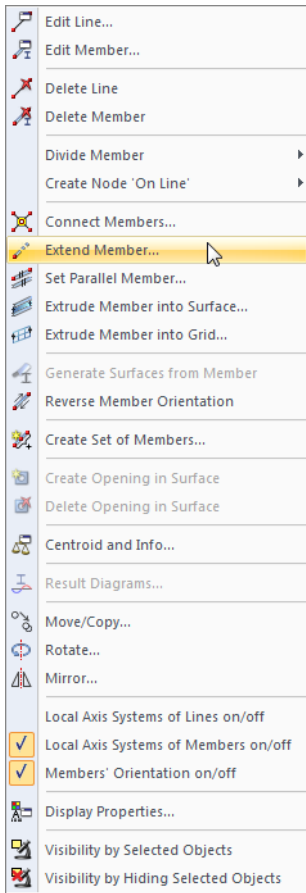 Edit Line...
Edit Member...
Delete Line
Delete Member
Divide Member
Create Node 'On Line'
Connect Members...
Extend Member...
Set Parallel Member...
Extrude Member into Surface...
Extrude Member into Grid...
Generate Surfaces from Member
Reverse Member Orientation
Create Set of Members...
Create Opening in Surface
Delete Opening in Surface
Centroid and Info...
Result Diagrams...
Move/Copy...
Rotate...
Mirror...
Local Axis Systems of Lines on/off
Local Axis Systems of Members on/off
Members' Orientation on/off
Display Properties...
Visibility by Selected Objects
Visibility by Hiding Selected Objects